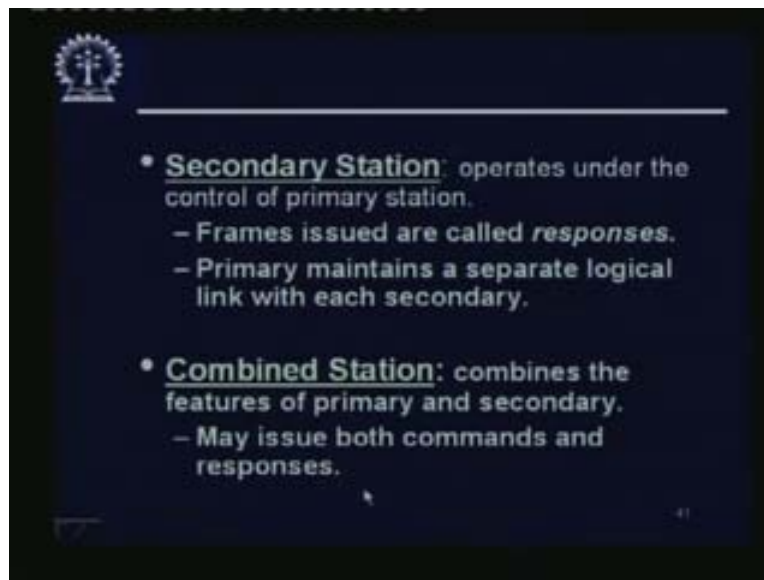 • Secondary Station: operates under the
control of primary station.
– Frames issued are called responses.
– Primary maintains a separate logical
link with each secondary.
• Combined Station: combines the
features of primary and secondary.
– May issue both commands and
responses.
41